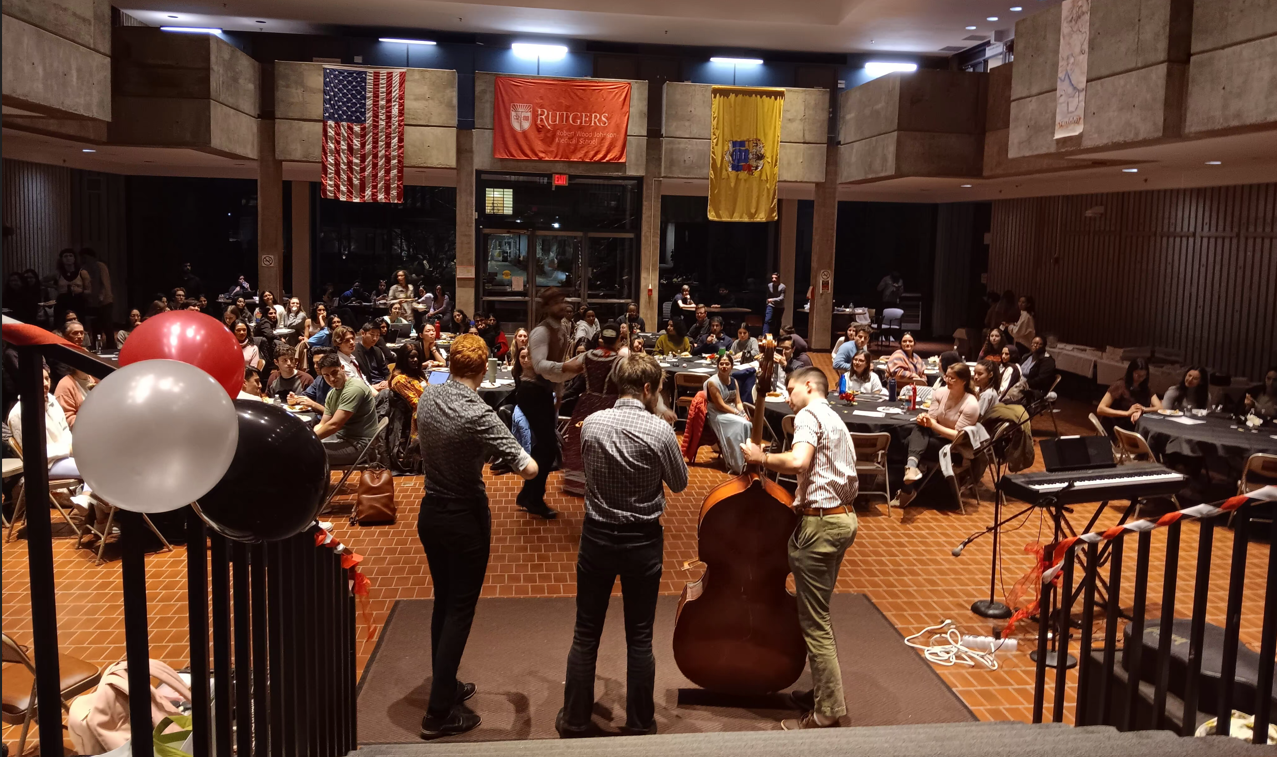 RUTGERS
Robert Wood Johnson
Medical School
EXIT